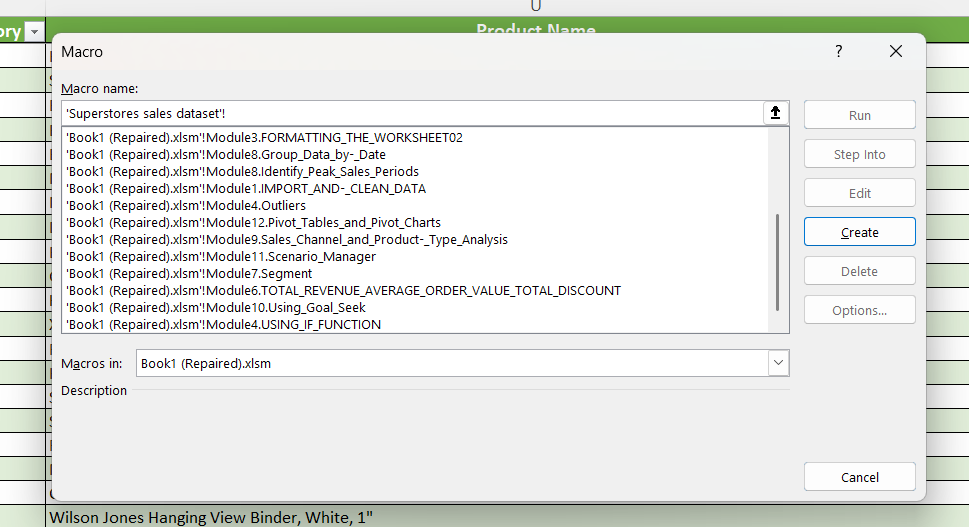 U
ory
Product Name
Macro
?
Macro name:
'Superstores sales dataset'!
'Book1 (Repaired).xlsm'!Module3.FORMATTING_THE_WORKSHEET02
'Book1 (Repaired).xlsm'!Module8.Group_Data_by-_Date
'Book1 (Repaired).xlsm'!Module8.Identify_Peak_Sales_Periods
'Book1 (Repaired).xlsm'!Module1.IMPORT_AND-_CLEAN_DATA
'Book1 (Repaired).xlsm'!Module4.Outliers
'Book1 (Repaired).xlsm'!Module12.Pivot_Tables_and_Pivot_Charts
'Book1 (Repaired).xlsm'!Module9.Sales_Channel_and_Product-_Type_Analysis
'Book1 (Repaired).xlsm'!Module11.Scenario_Manager
'Book1 (Repaired).xlsm'!Module7.Segment
'Book1 (Repaired).xlsm'!Module6.TOTAL_REVENUE_AVERAGE_ORDER_VALUE_TOTAL_DISCOUNT
'Book1 (Repaired).xlsm'!Module10.Using_Goal_Seek
'Book1 (Repaired).xlsm'!Module4.USING_IF_FUNCTION
Run
Step Into
Edit
Create
Delete
Options...
Macros in:
Book1 (Repaired).xlsm
Description
Cancel
Wilson Jones Hanging View Binder, White, 1"